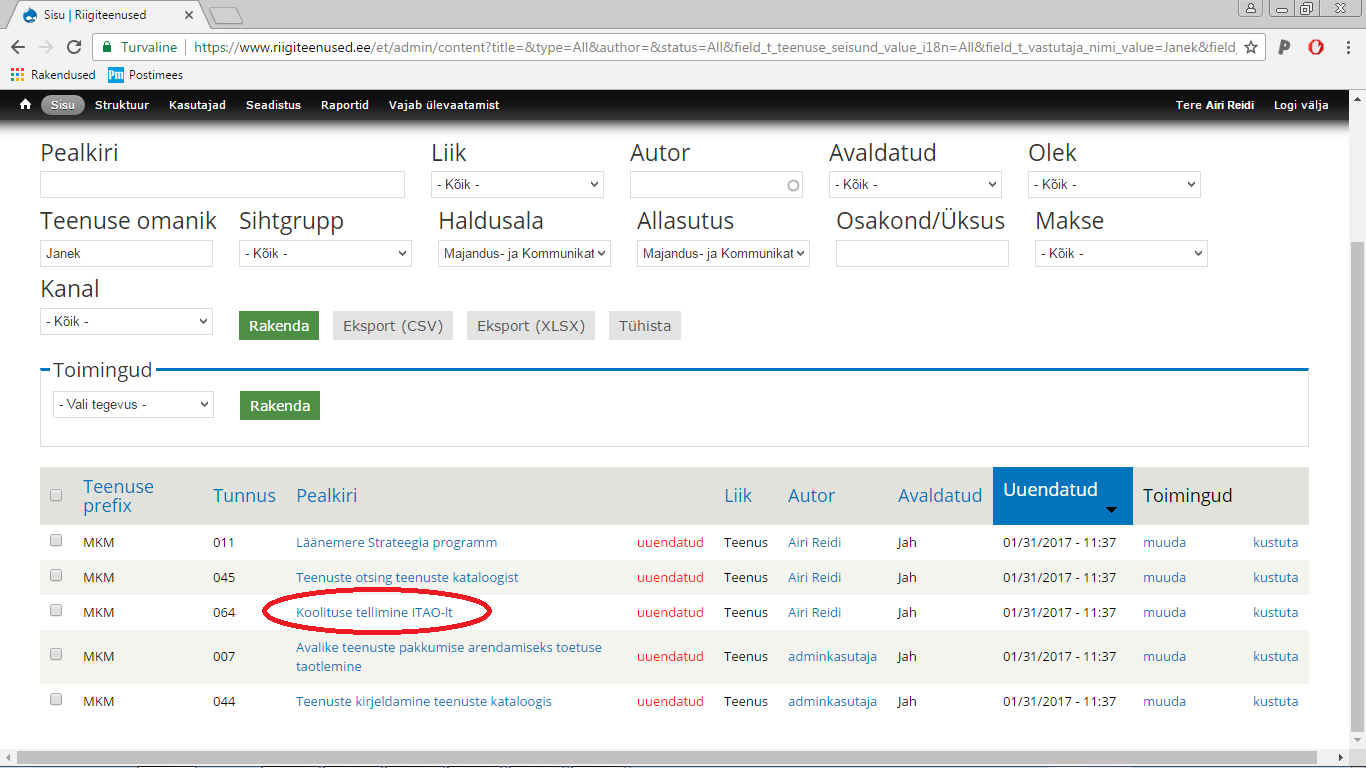 Sisu | Riigiteenused
Turvaline https://www.riigiteenused.ee/et/admin/content?title=&type=All&author=&status=All&field_t_teenuse_seisund_value_i18n=All&field_t_vastutaja_nimi_value=Janek&field_
Rakendused Pm Postimees
Sisu Struktuur Kasutajad Seadistus Raportid Vajab ülevaatamist Tere Airi Reidi Logi välja
Pealkiri Liik Autor Avaldatud Olek
- Kõik - - Kõik - - Kõik -
Teenuse omanik Sihtgrupp Haldusala Allasutus Osakond/Üksus Makse
Janek - Kõik - Majandus- ja Kommunikat Majandus- ja Kommunikat - Kõik -
Kanal
- Kõik - Rakenda Eksport (CSV) Eksport (XLSX) Tühista
Toimingud
- Vali tegevus - Rakenda
Teenuse prefix Tunnus Pealkiri Liik Autor Avaldatud Uuendatud Toimingud
MKM 011 Läänemere Strateegia programm uuendatud Teenus Airi Reidi Jah 01/31/2017 - 11:37 muuda kustuta
MKM 045 Teenuste otsing teenuste kataloogist uuendatud Teenus Airi Reidi Jah 01/31/2017 - 11:37 muuda kustuta
MKM 064 Koolituse tellimine ITAO-lt uuendatud Teenus Airi Reidi Jah 01/31/2017 - 11:37 muuda kustuta
MKM 007 Avalike teenuste pakkumise arendamiseks toetuse taotlemine uuendatud Teenus adminkasutaja Jah 01/31/2017 - 11:37 muuda kustuta
MKM 044 Teenuste kirjeldamine teenuste kataloogis uuendatud Teenus adminkasutaja Jah 01/31/2017 - 11:37 muuda kustuta